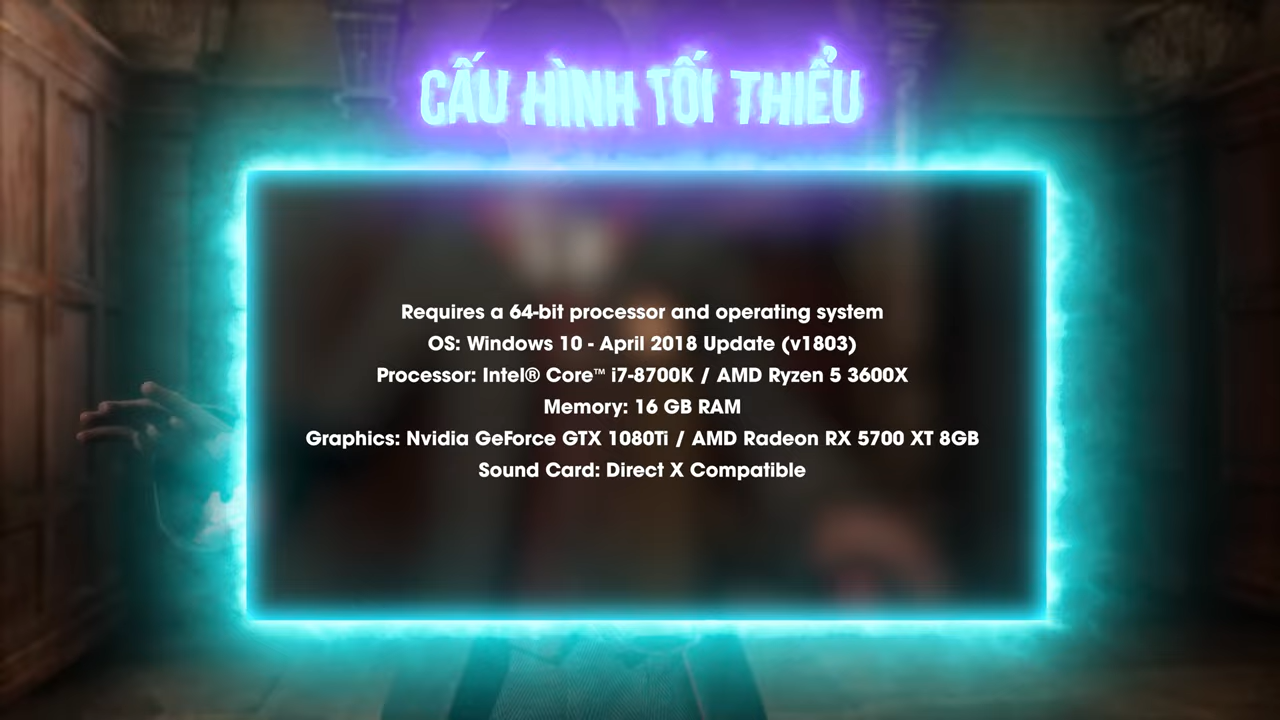 CẤU HÌNH TỐI THIỂU
Requires a 64-bit processor and operating system
OS: Windows 10 - April 2018 Update (v1803)
Processor: Intel® Core™ i7-8700K / AMD Ryzen 5 3600X
Memory: 16 GB RAM
Graphics: Nvidia GeForce GTX 1080Ti / AMD Radeon RX 5700 XT 8GB
Sound Card: Direct X Compatible